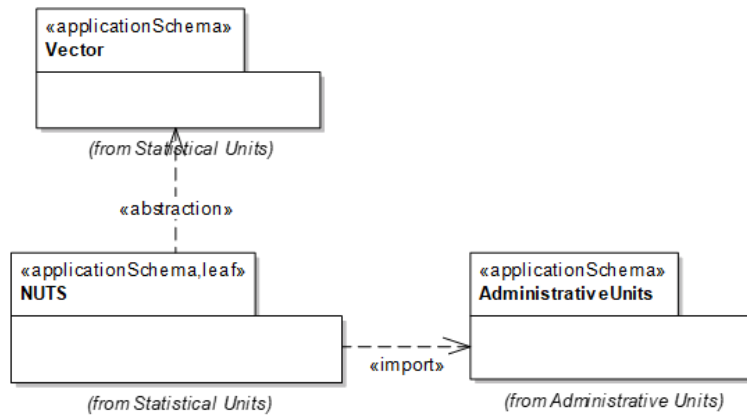 «applicationSchema»
Vector
(from Statistical Units)
«abstraction»
«applicationSchema,leaf»
NUTS
(from Statistical Units)
«import»
«applicationSchema»
AdministrativeUnits
(from Administrative Units)